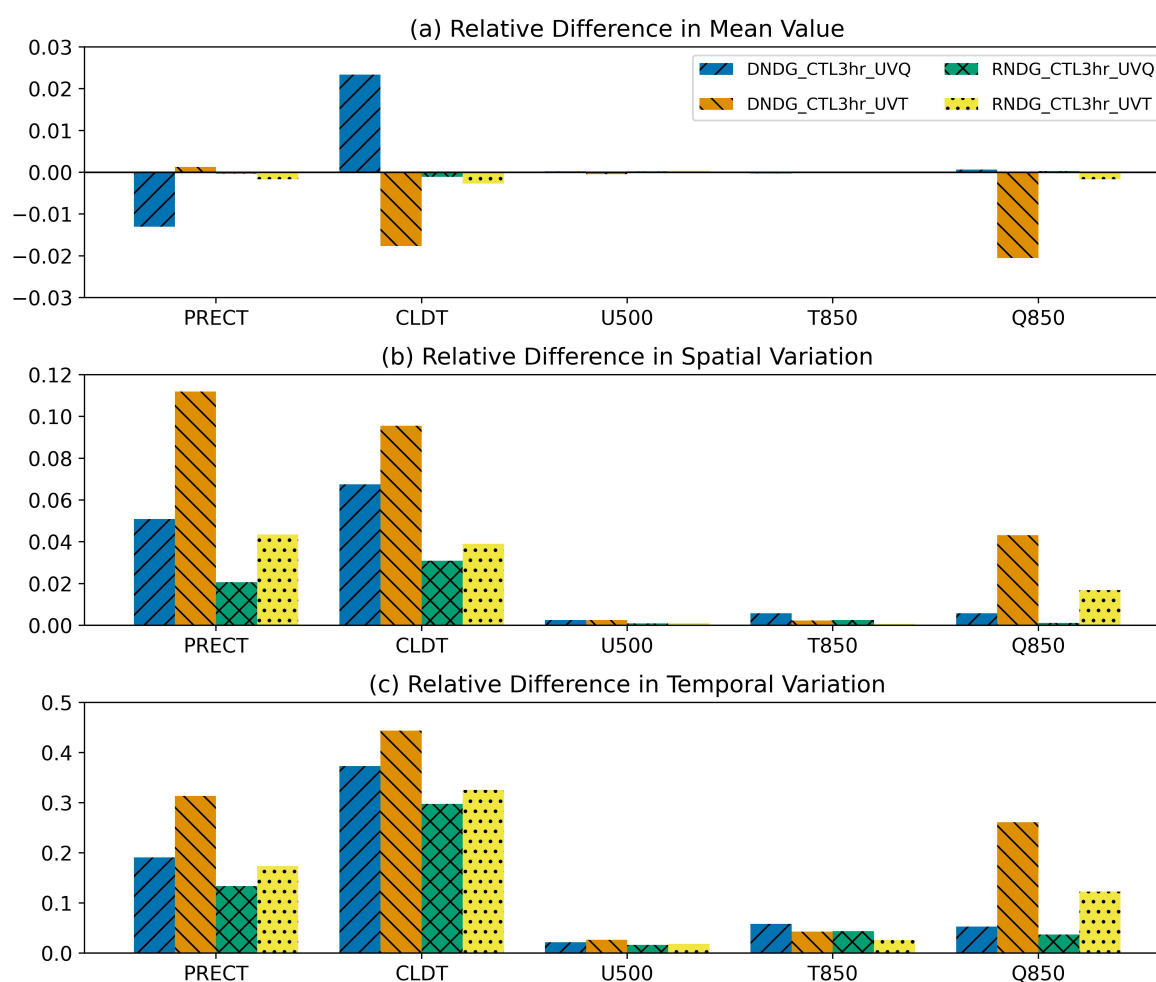 (a) Relative Difference in Mean Value
0.03
0.02
0.01
0.00
−0.01
−0.02
−0.03
DNDG_CTL3hr_UVQ
DNDG_CTL3hr_UVT
RNDG_CTL3hr_UVQ
RNDG_CTL3hr_UVT
PRECT CLDT U500 T850 Q850
(b) Relative Difference in Spatial Variation
0.12
0.10
0.08
0.06
0.04
0.02
0.00
PRECT CLDT U500 T850 Q850
(c) Relative Difference in Temporal Variation
0.5
0.4
0.3
0.2
0.1
0.0
PRECT CLDT U500 T850 Q850